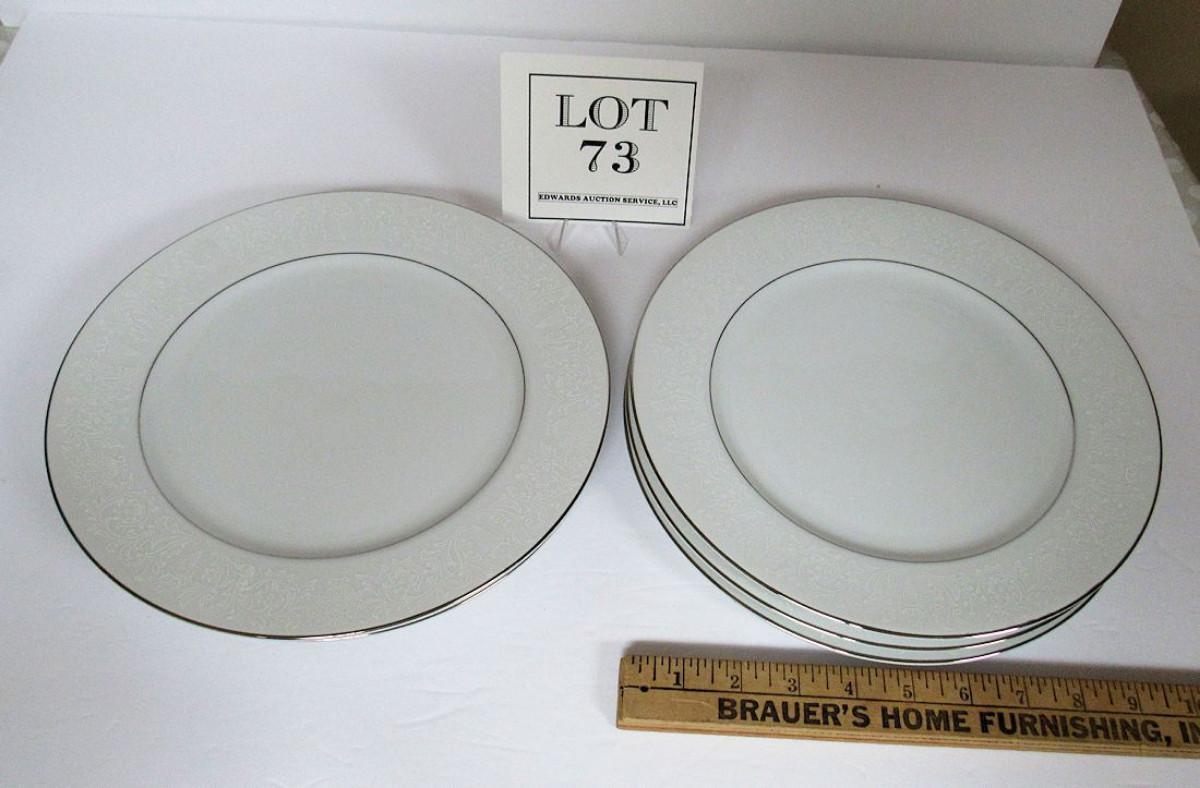 LOT
73
EDWARDS AUCTION SERVICE, LLC
1 2 3 4 5 6 7 8 9 1
BRAUER'S HOME FURNISHING, IN